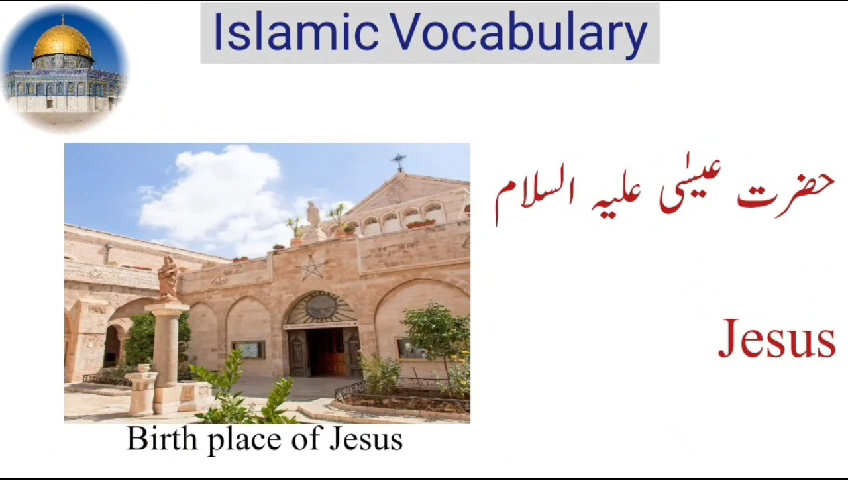 Islamic Vocabulary
حضرت عیسٰی علیہ السلام
Jesus
Birth place of Jesus